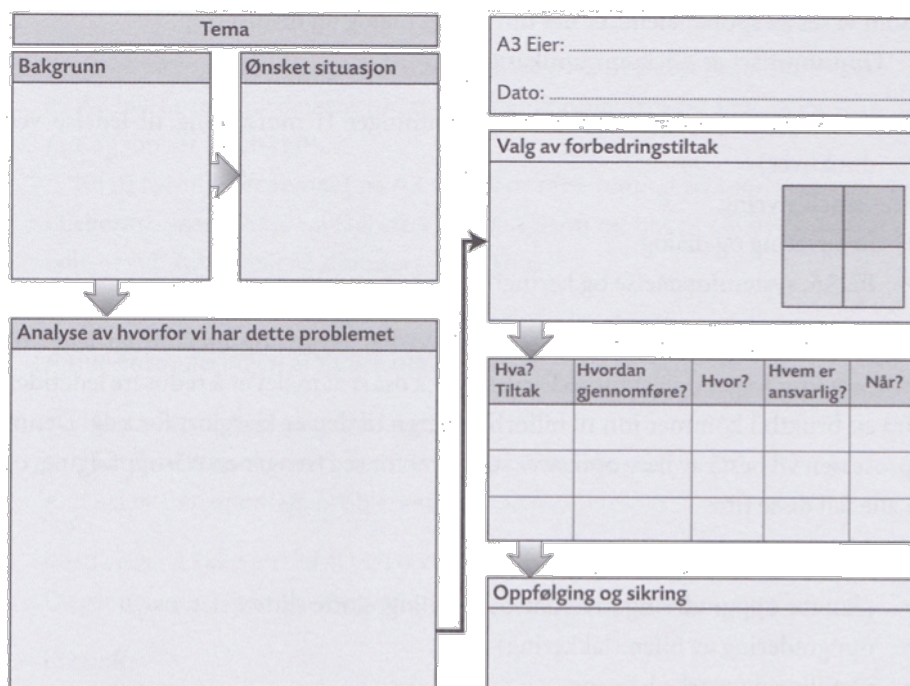 Tema
Bakgrunn
Ønsket situasjon
Analyse av hvorfor vi har dette problemet
A3 Eier:
Dato:
Valg av forbedringstiltak
Hva? Hvordan Hvor? Hvem er Når?
Tiltak gjennomføre? ansvarlig?
Oppfølging og sikring